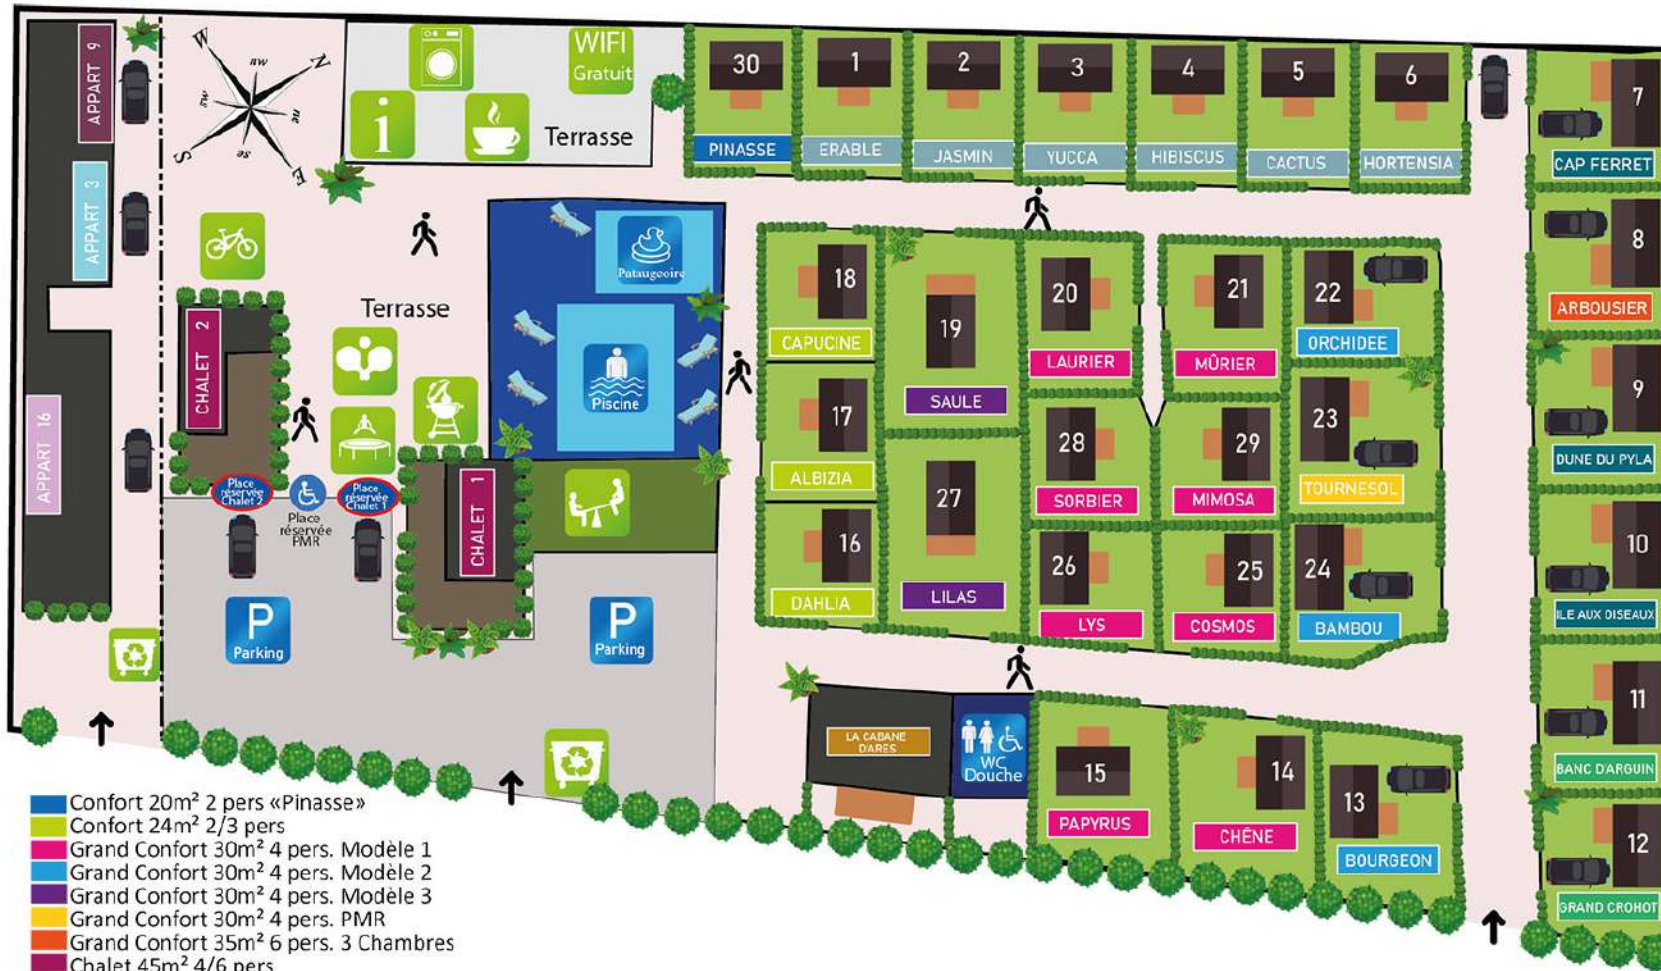 APPART 9
APPART 3
APPART 16
W
nw
N
sw
ne
S
se
E
i
WIFI
Gratuit
Terrasse
30
PINASSE
1
ERABLE
2
JASMIN
3
YUCCA
4
HIBISCUS
5
CACTUS
6
HORTENSIA
7
CAP FERRET
8
ARBOUSIER
9
DUNE DU PYLA
10
ILE AUX OISEAUX
11
BANC D'ARGUIN
12
GRAND CROHOT
Terrasse
Pataugeoire
Piscine
CHALET 2
CHALET 1
Place
réservée
Chalet 2
Place
réservée
PMR
Place
réservée
Chalet 1
P
Parking
P
Parking
18
CAPUCINE
17
ALBIZIA
16
DAHLIA
19
SAULE
27
LILAS
20
LAURIER
28
SORBIER
26
LYS
21
MÛRIER
29
MIMOSA
25
COSMOS
22
ORCHIDEE
23
TOURNESOL
24
BAMBOU
LA CABANE
D'ARES
WC
Douche
15
PAPYRUS
14
CHÊNE
13
BOURGEON
Confort 20m² 2 pers «Pinasse»
Confort 24m² 2/3 pers
Grand Confort 30m² 4 pers. Modèle 1
Grand Confort 30m² 4 pers. Modèle 2
Grand Confort 30m² 4 pers. Modèle 3
Grand Confort 30m² 4 pers. PMR
Grand Confort 35m² 6 pers. 3 Chambres
Chalet 45m² 4/6 pers